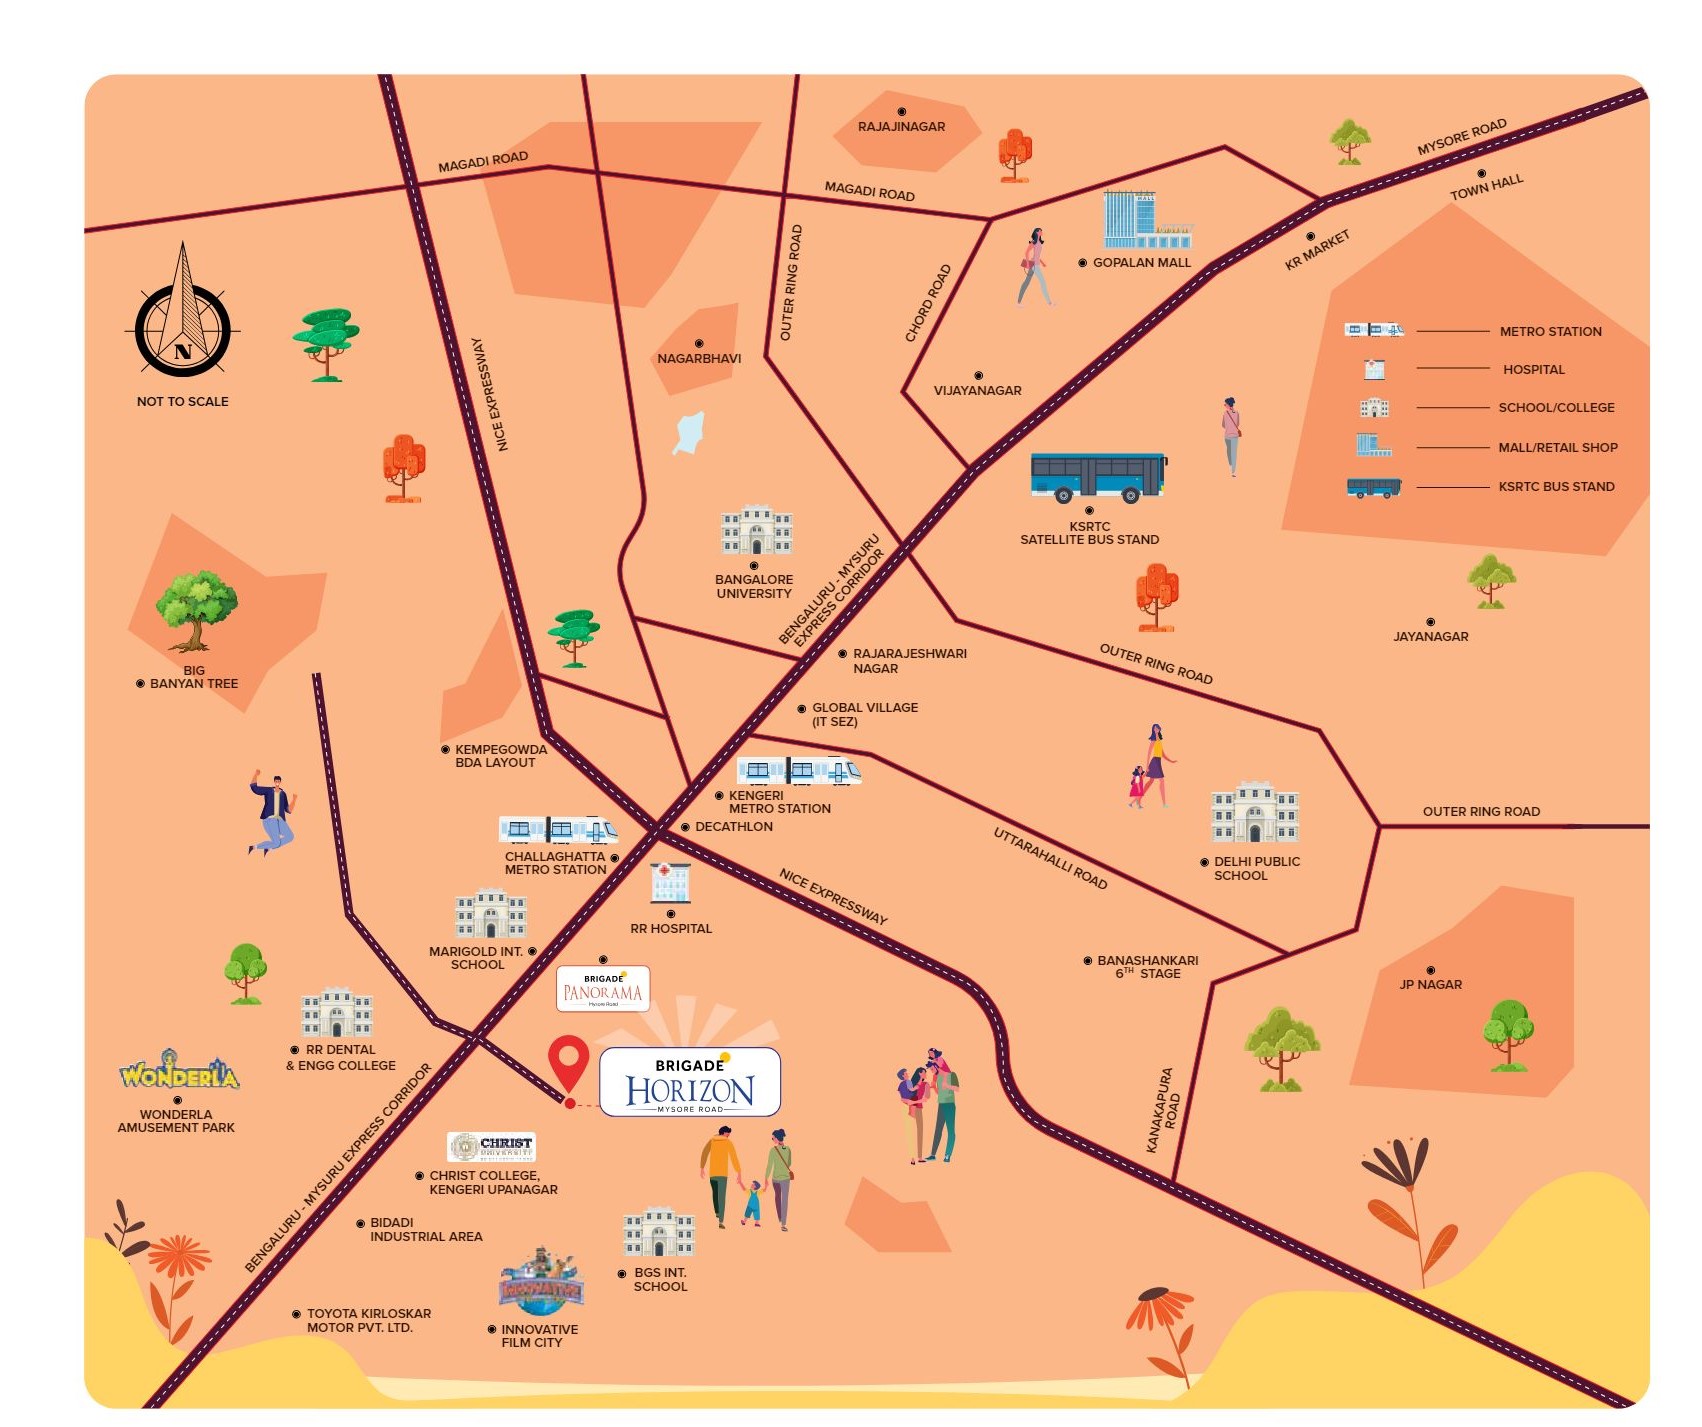 RAJAJINAGAR
MYSORE ROAD
MAGADI ROAD
TOWN HALL
MAGADI ROAD
MALL
KR MARKET
GOPALAN MALL
OUTER RING ROAD
CHORD ROAD
N
NOT TO SCALE
NICE EXPRESSWAY
NAGARBHAVI
VIJAYANAGAR
METRO STATION
HOSPITAL
SCHOOL/COLLEGE
MALL/RETAIL SHOP
KSRTC BUS STAND
KSRTC
SATELLITE BUS STAND
BANGALORE
UNIVERSITY
BENGALURU - MYSURU
EXPRESS CORRIDOR
JAYANAGAR
RAJARAJESHWARI
NAGAR
OUTER RING ROAD
BIG
BANYAN TREE
GLOBAL VILLAGE
(IT SEZ)
KEMPEGOWDA
BDA LAYOUT
KENGERI
METRO STATION
DECATHLON
OUTER RING ROAD
CHALLAGHATTA
METRO STATION
UTTARAHALLI ROAD
DELHI PUBLIC
SCHOOL
NICE EXPRESSWAY
RR HOSPITAL
MARIGOLD INT.
SCHOOL
BANASHANKARI
6TH STAGE
BRIGADE
PANORAMA
Mysore Road
JP NAGAR
RR DENTAL
& ENGG COLLEGE
BRIGADE
HORIZON
MYSORE ROAD
WONDERLA
WONDERLA
AMUSEMENT PARK
KANAKAPURA
ROAD
BENGALURU - MYSURU EXPRESS CORRIDOR
CHRIST
UNIVERSITY
CHRIST COLLEGE,
KENGERI UPANAGAR
BIDADI
INDUSTRIAL AREA
BGS INT.
SCHOOL
INNOVATIVE
TOYOTA KIRLOSKAR
MOTOR PVT. LTD.
INNOVATIVE
FILM CITY